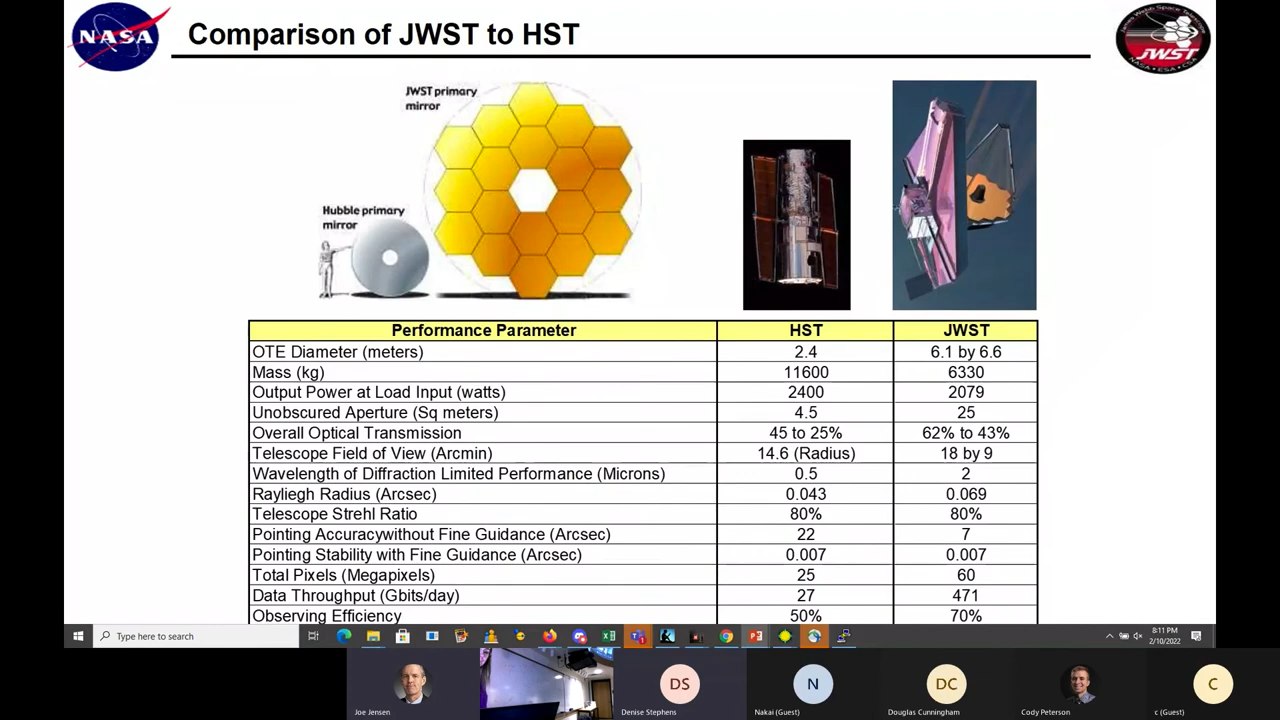 NASA
Comparison of JWST to HST
James Webb Space Telescope
JWST
NASA • ESA • CSA
JWST primary
mirror
Hubble primary
mirror
Performance Parameter HST JWST
OTE Diameter (meters) 2.4 6.1 by 6.6
Mass (kg) 11600 6330
Output Power at Load Input (watts) 2400 2079
Unobscured Aperture (Sq meters) 4.5 25
Overall Optical Transmission 45 to 25% 62% to 43%
Telescope Field of View (Arcmin) 14.6 (Radius) 18 by 9
Wavelength of Diffraction Limited Performance (Microns) 0.5 2
Rayliegh Radius (Arcsec) 0.043 0.069
Telescope Strehl Ratio 80% 80%
Pointing Accuracywithout Fine Guidance (Arcsec) 22 7
Pointing Stability with Fine Guidance (Arcsec) 0.007 0.007
Total Pixels (Megapixels) 25 60
Data Throughput (Gbits/day) 27 471
Observing Efficiency 50% 70%
Type here to search
8:11 PM
2/10/2022
DS
N
DC
C
Joe Jensen
Denise Stephens
Nakai (Guest)
Douglas Cunningham
Cody Peterson
c (Guest)